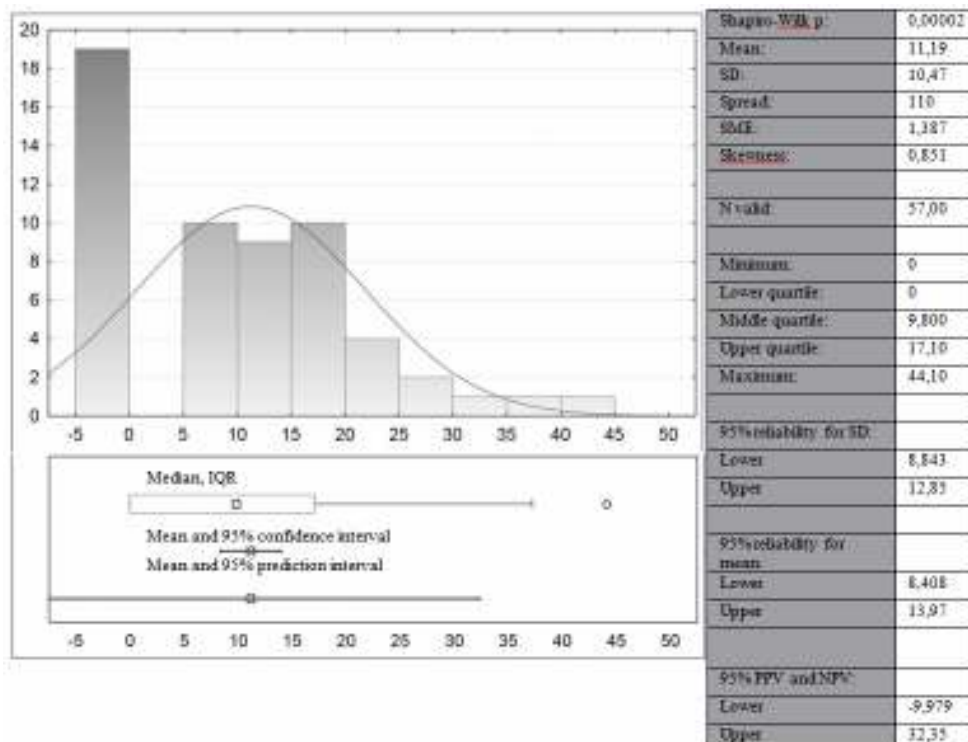 20
18
16
14
12
10
8
6
4
2
0
-5 0 5 10 15 20 25 30 35 40 45 50
Median, IQR
Mean and 95% confidence interval
Mean and 95% prediction interval
-5 0 5 10 15 20 25 30 35 40 45 50
Shapiro-Wilk p: 0,00002
Mean: 11,19
SD: 10,47
Spread: 110
SME: 1,387
Skewness: 0,851
N valid: 57,00
Minimum: 0
Lower quartile: 0
Middle quartile: 9,800
Upper quartile: 17,10
Maximum: 44,10
95% reliability for SD:
Lower 8,843
Upper 12,85
95% reliability for
mean:
Lower 8,408
Upper 13,97
95% PPV and NPV:
Lower -9,979
Upper 32,35